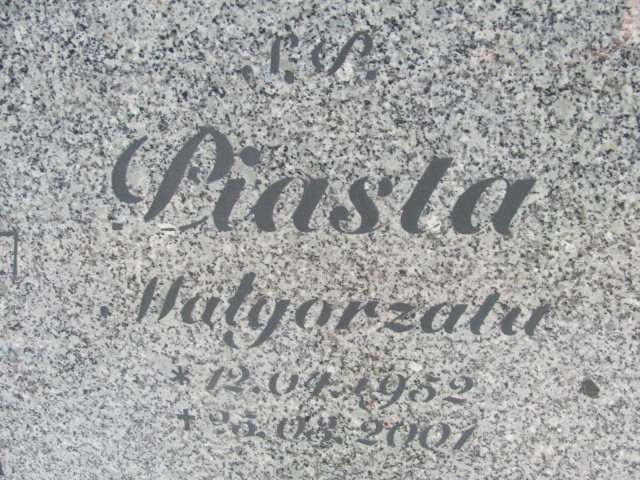 Ś.P.
Piasta
Małgorzata
* 12.04.1952
+ 25.08.2001